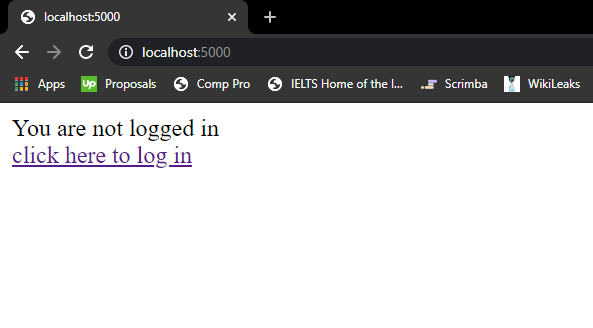 localhost:5000
localhost:5000
Apps Up Proposals Comp Pro IELTS Home of the I... Scrimba WikiLeaks
You are not logged in
click here to log in